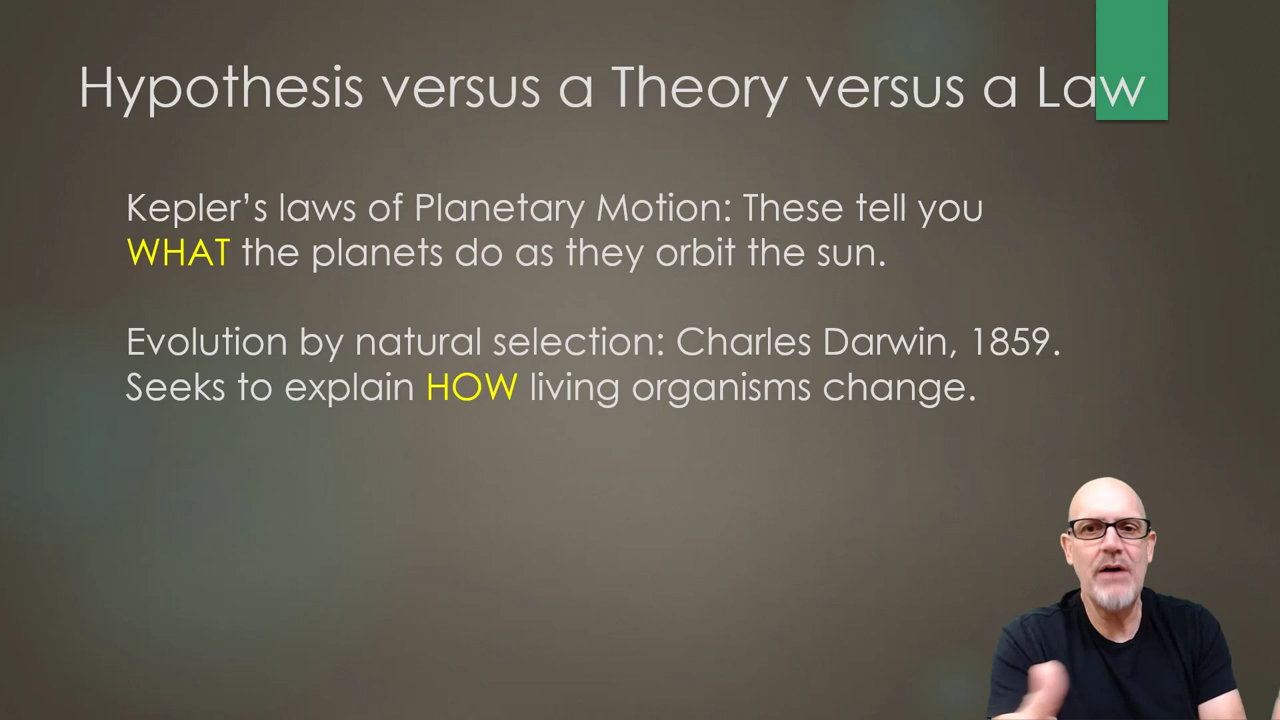 Hypothesis versus a Theory versus a Law
Kepler’s laws of Planetary Motion: These tell you
WHAT the planets do as they orbit the sun.
Evolution by natural selection: Charles Darwin, 1859.
Seeks to explain HOW living organisms change.